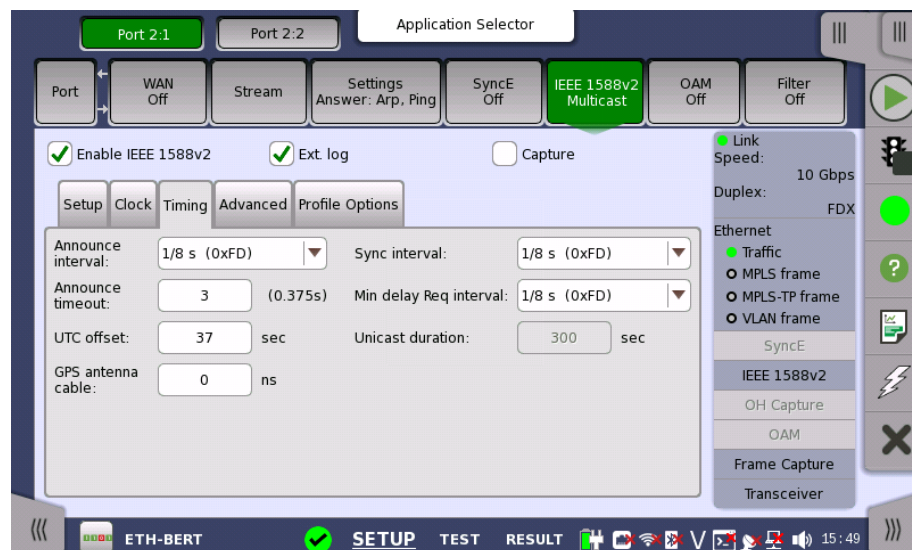 Application Selector
Port 2:1
Port 2:2
Port
WAN
Off
Stream
Settings
Answer: Arp, Ping
SyncE
Off
IEEE 1588v2
Multicast
OAM
Off
Filter
Off
Enable IEEE 1588v2
Ext. log
Capture
Setup
Clock
Timing
Advanced
Profile Options
Announce
interval:
1/8 s (0xFD)
Sync interval:
1/8 s (0xFD)
Announce
timeout:
3
(0.375s)
Min delay Req interval:
1/8 s (0xFD)
UTC offset:
37
sec
Unicast duration:
300
sec
GPS antenna
cable:
0
ns
Link
Speed:
10 Gbps
Duplex:
FDX
Ethernet
Traffic
MPLS frame
MPLS-TP frame
VLAN frame
SyncE
IEEE 1588v2
OH Capture
OAM
Frame Capture
Transceiver
ETH-BERT
SETUP
TEST
RESULT
V
15:49